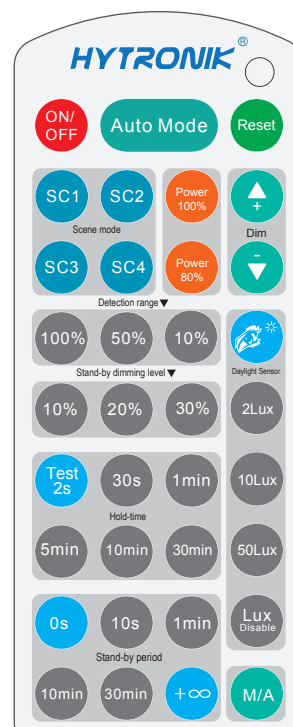 HYTRONIK®
ON/
OFF
Auto Mode
Reset
SC1 SC2
Power
100%
+
Scene mode
Dim
SC3 SC4
Power
80%
-
Detection range▼
100% 50% 10%
Stand-by dimming level▼
Daylight Sensor
10% 20% 30%
2Lux
Test
2s
30s 1min
10Lux
Hold-time
5min 10min 30min
50Lux
0s 10s 1min
Lux
Disable
Stand-by period
10min 30min +∞
M/A